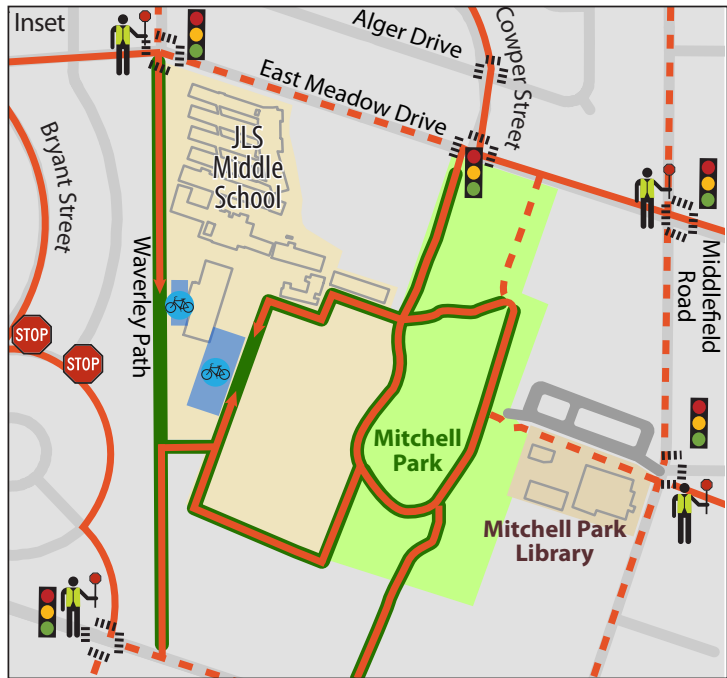 Inset
Alger Drive
Cowper Street
East Meadow Drive
JLS
Middle
School
Bryant Street
Waverley Path
Middlefield
Road
STOP
STOP
Mitchell
Park
Mitchell Park
Library